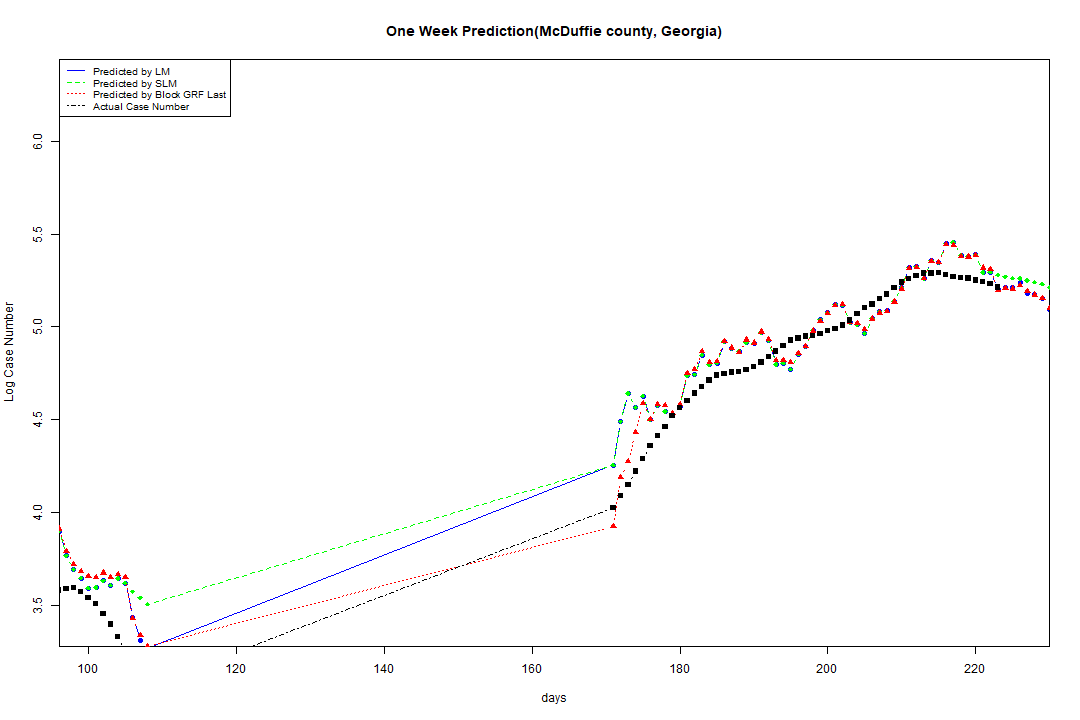 One Week Prediction(McDuffie county, Georgia)
Predicted by LM
Predicted by SLM
Predicted by Block GRF Last
Actual Case Number
Log Case Number
6.0
5.5
5.0
4.5
4.0
3.5
100 120 140 160 180 200 220
days